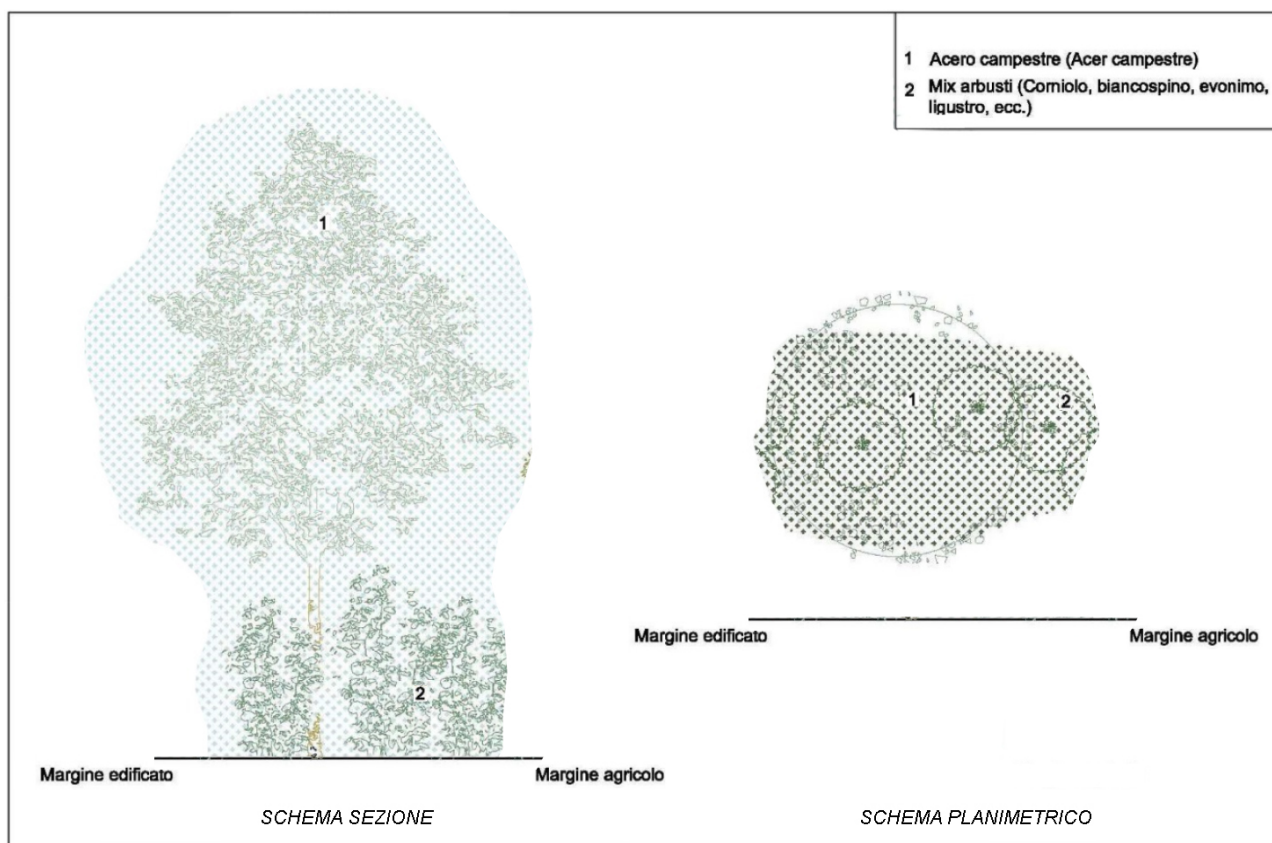 1 Acero campestre (Acer campestre)
2 Mix arbusti (Corniolo, biancospino, evonimo,
ligustro, ecc.)
1
2
Margine edificato
Margine agricolo
SCHEMA SEZIONE
1
2
Margine edificato
Margine agricolo
SCHEMA PLANIMETRICO